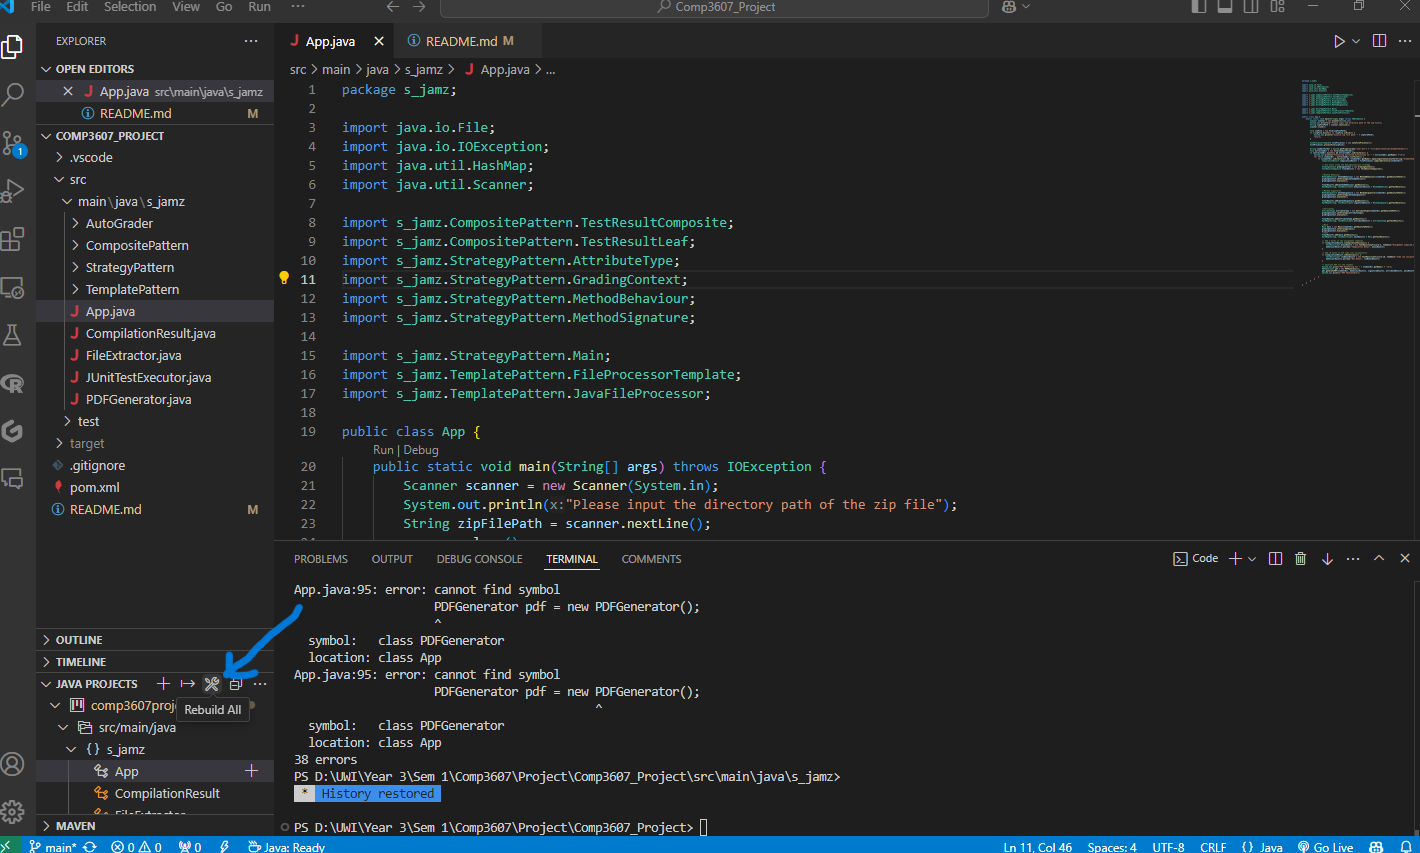 File Edit Selection View Go Run ···
Comp3607_Project
EXPLORER
OPEN EDITORS
App.java src\main\java\s_jamz
README.md M
COMP3607_PROJECT
.vscode
src
main\java\s_jamz
AutoGrader
CompositePattern
StrategyPattern
TemplatePattern
App.java
CompilationResult.java
FileExtractor.java
JUnitTestExecutor.java
PDFGenerator.java
test
target
.gitignore
pom.xml
README.md M
OUTLINE
TIMELINE
JAVA PROJECTS
Rebuild All
src/main/java
{} s_jamz
App
CompilationResult
FileExtractor
MAVEN
App.java
README.md M
src > main > java > s_jamz > App.java > ...
1 package s_jamz;
2
3 import java.io.File;
4 import java.io.IOException;
5 import java.util.HashMap;
6 import java.util.Scanner;
7
8 import s_jamz.CompositePattern.TestResultComposite;
9 import s_jamz.CompositePattern.TestResultLeaf;
10 import s_jamz.StrategyPattern.AttributeType;
11 import s_jamz.StrategyPattern.GradingContext;
12 import s_jamz.StrategyPattern.MethodBehaviour;
13 import s_jamz.StrategyPattern.MethodSignature;
14
15 import s_jamz.StrategyPattern.Main;
16 import s_jamz.TemplatePattern.FileProcessorTemplate;
17 import s_jamz.TemplatePattern.JavaFileProcessor;
18
19 public class App {
Run | Debug
20 public static void main(String[] args) throws IOException {
21 Scanner scanner = new Scanner(System.in);
22 System.out.println(x:"Please input the directory path of the zip file");
23 String zipFilePath = scanner.nextLine();
PROBLEMS OUTPUT DEBUG CONSOLE TERMINAL COMMENTS
Code
App.java:95: error: cannot find symbol
PDFGenerator pdf = new PDFGenerator();
^
symbol: class PDFGenerator
location: class App
App.java:95: error: cannot find symbol
PDFGenerator pdf = new PDFGenerator();
^
symbol: class PDFGenerator
location: class App
38 errors
PS D:\UWI\Year 3\Sem 1\Comp3607\Project\Comp3607_Project\src\main\java\s_jamz>
* History restored
PS D:\UWI\Year 3\Sem 1\Comp3607\Project\Comp3607_Project>
1
main* 0 0 0 Java: Ready Ln 11, Col 46 Spaces: 4 UTF-8 CRLF {} Java Go Live